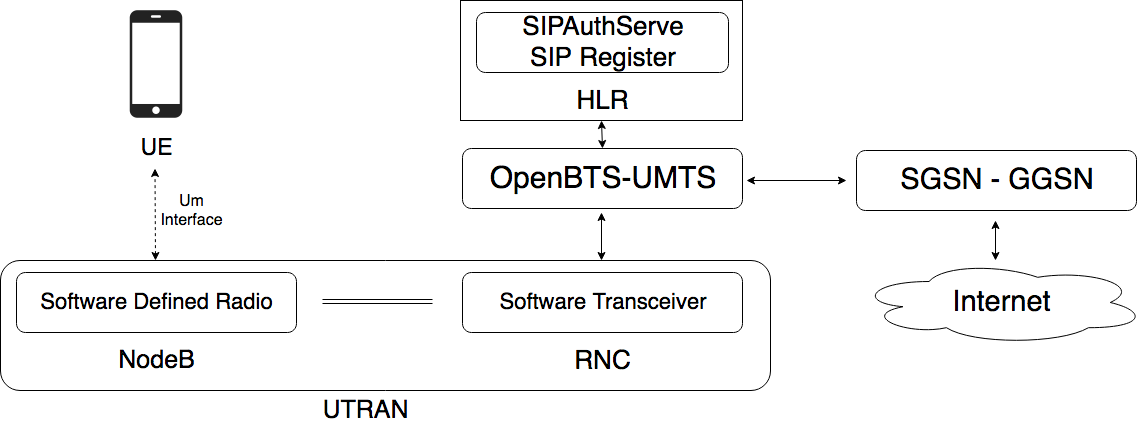 SIPAuthServe
SIP Register
HLR
UE
OpenBTS-UMTS
SGSN - GGSN
Um
Interface
Software Defined Radio
Software Transceiver
Internet
NodeB
RNC
UTRAN